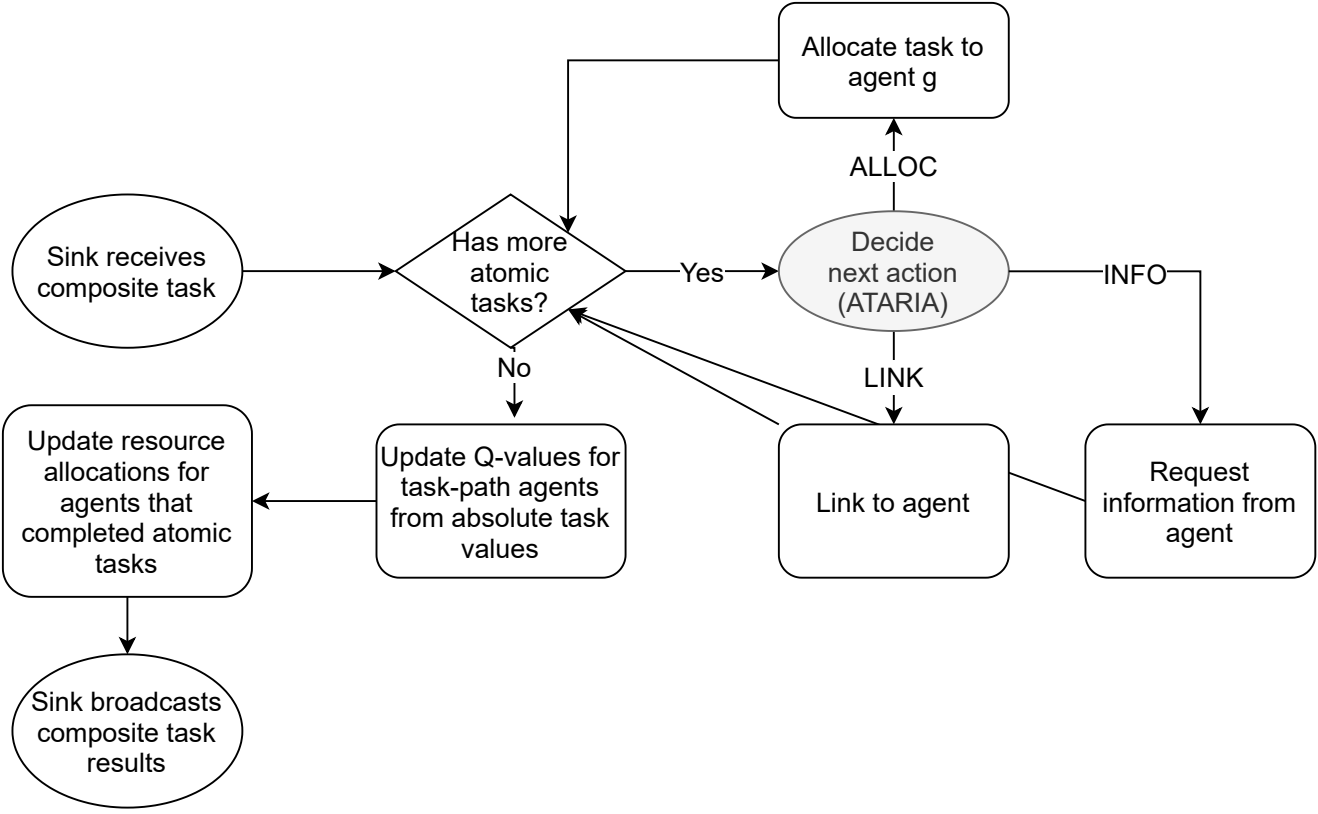 Allocate task to
agent g
ALLOC
Sink receives
composite task
Has more
atomic
tasks?
Yes
Decide
next action
(ATARIA)
INFO
No
LINK
Update resource
allocations for
agents that
completed atomic
tasks
Update Q-values for
task-path agents
from absolute task
values
Link to agent
Request
information from
agent
Sink broadcasts
composite task
results